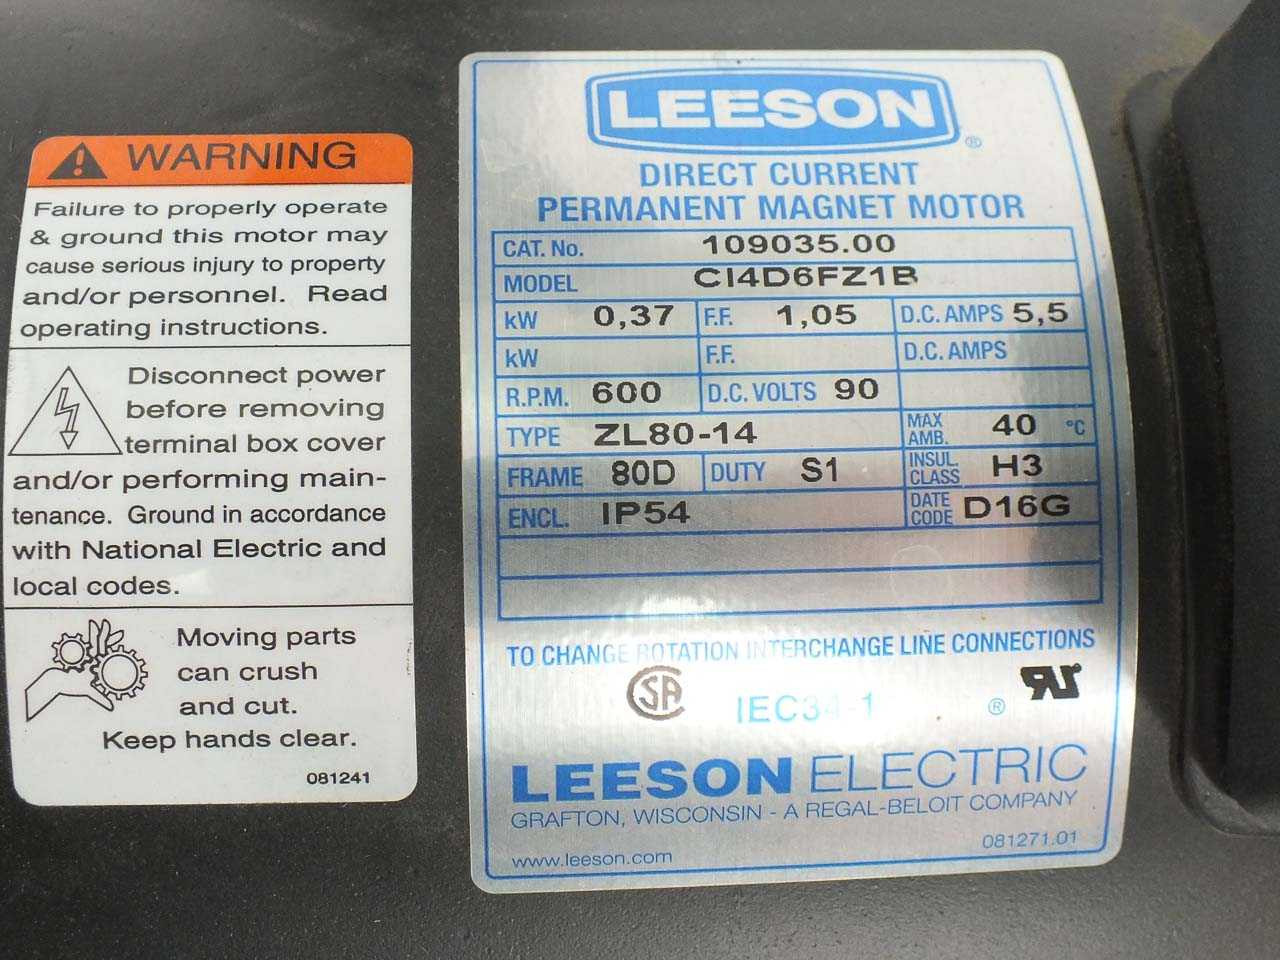 WARNING
Failure to properly operate
& ground this motor may
cause serious injury to property
and/or personnel. Read
operating instructions.
Disconnect power
before removing
terminal box cover
and/or performing main-
tenance. Ground in accordance
with National Electric and
local codes.
Moving parts
can crush
and cut.
Keep hands clear.
081241
LEESON ®
DIRECT CURRENT
PERMANENT MAGNET MOTOR
CAT. No. 109035.00
MODEL CI4D6FZ1B
kW 0,37 F.F. 1,05 D.C. AMPS 5,5
kW F.F. D.C. AMPS
R.P.M. 600 D.C. VOLTS 90
TYPE ZL80-14 MAX AMB. 40 °C
FRAME 80D DUTY S1 INSUL. CLASS H3
ENCL. IP54 DATE CODE D16G
TO CHANGE ROTATION INTERCHANGE LINE CONNECTIONS
SA IEC34-1 ® RU
LEESON ELECTRIC
GRAFTON, WISCONSIN - A REGAL-BELOIT COMPANY
www.leeson.com 081271.01